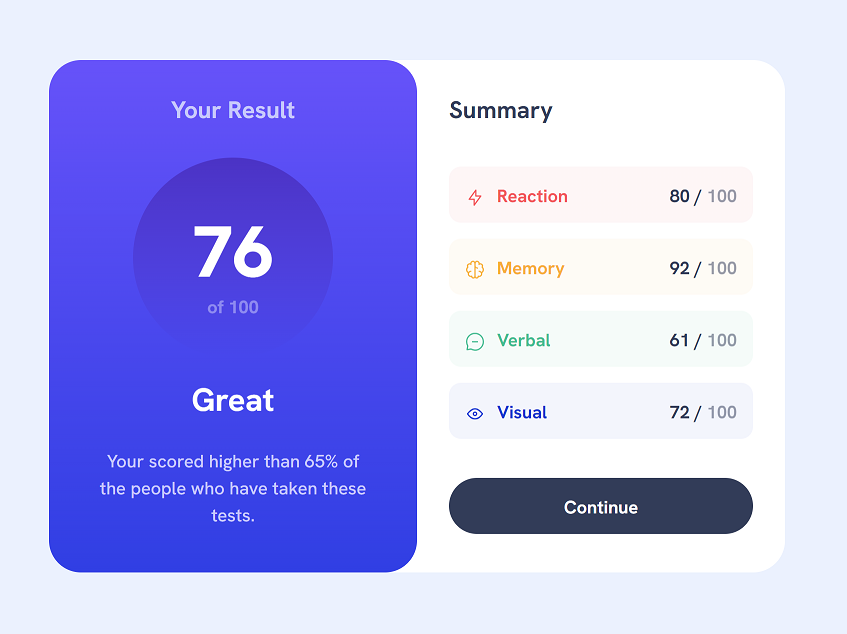 Your Result
76
of 100
Great
Your scored higher than 65% of
the people who have taken these
tests.
Summary
Reaction 80 / 100
Memory 92 / 100
Verbal 61 / 100
Visual 72 / 100
Continue